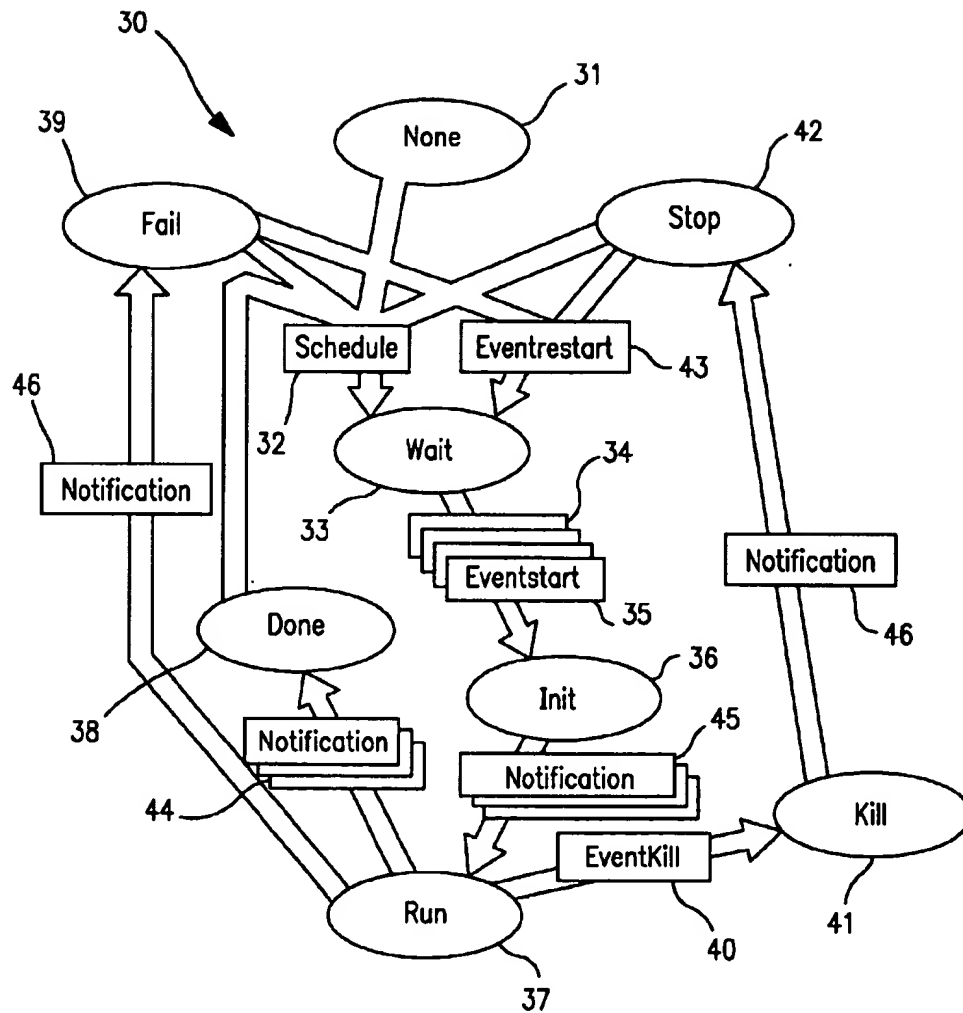 30
31
39
None
42
Fail
Stop
Schedule
Eventrestart
43
46
32
Wait
34
Notification
33
Eventstart
Notification
35
Done
46
36
Init
38
45
Notification
Notification
44
Kill
EventKill
Run
41
40
37